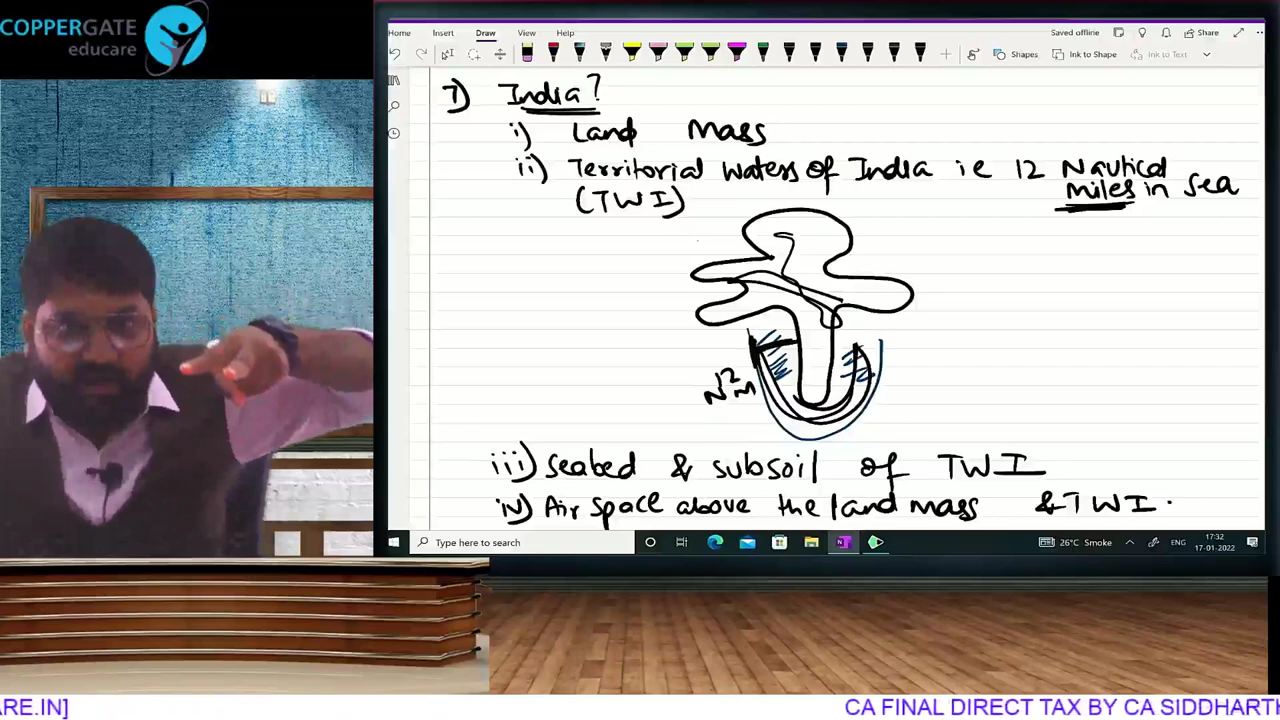 COPPERGATE
educare
Home Insert Draw View Help Saved offline Share
Shapes Ink to Shape Ink to Text
1) India?
i) Land Mass
ii) Territorial waters of India ie 12 Nautical
miles in sea
(TWI)
12
NM
iii) Seabed & subsoil of TWI
iv) Air space above the land mass & TWI.
Type here to search
26°C Smoke ENG 17:32
17-01-2022
ARE.IN] CA FINAL DIRECT TAX BY CA SIDDHARTH